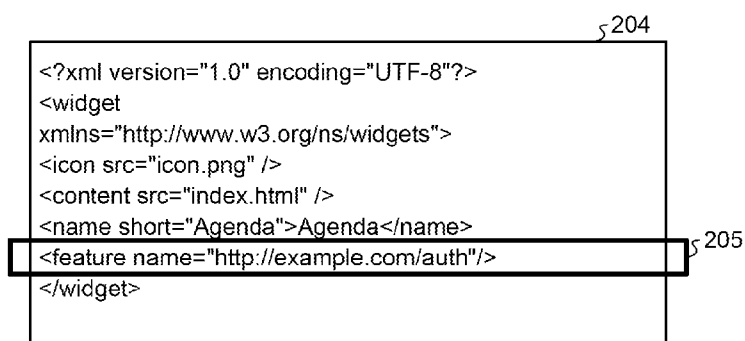 204
<?xml version="1.0" encoding="UTF-8"?>
<widget
xmlns="http://www.w3.org/ns/widgets">
<icon src="icon.png" />
<content src="index.html" />
<name short="Agenda">Agenda</name>
<feature name="http://example.com/auth"/>
205
</widget>